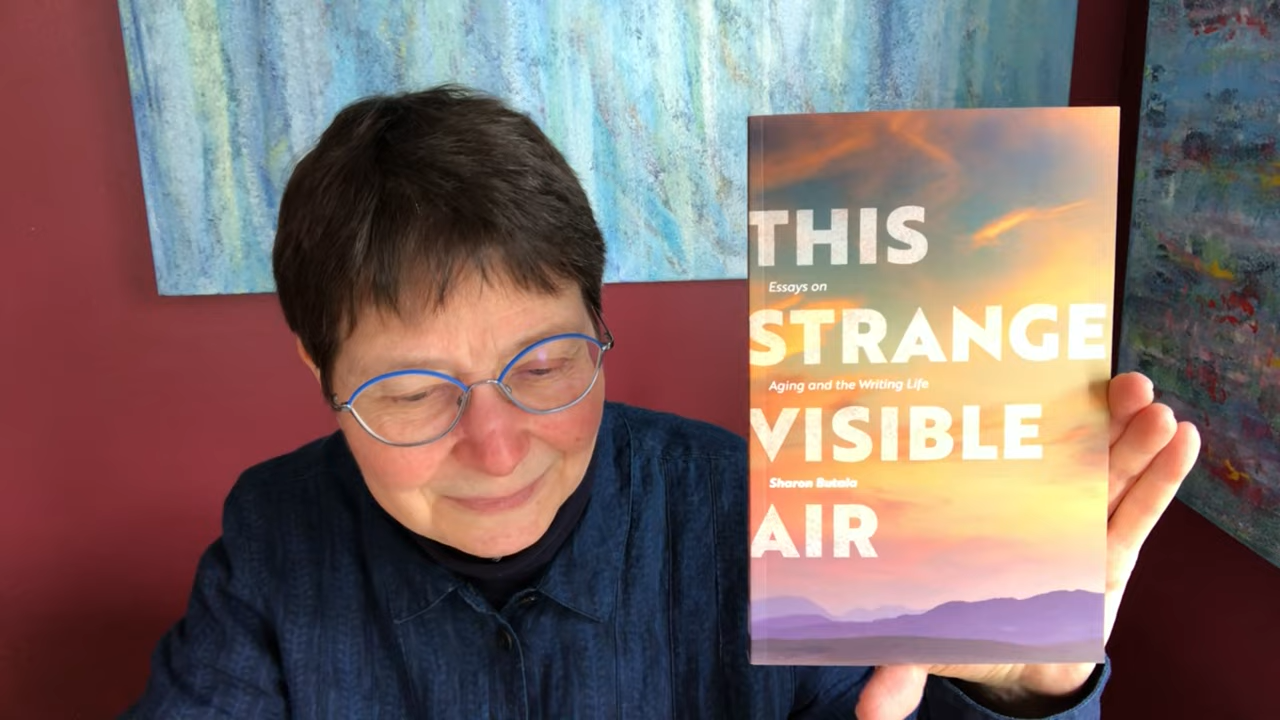 THIS
Essays on
STRANGE
Aging and the Writing Life
VISIBLE
Sharon Butala
AIR